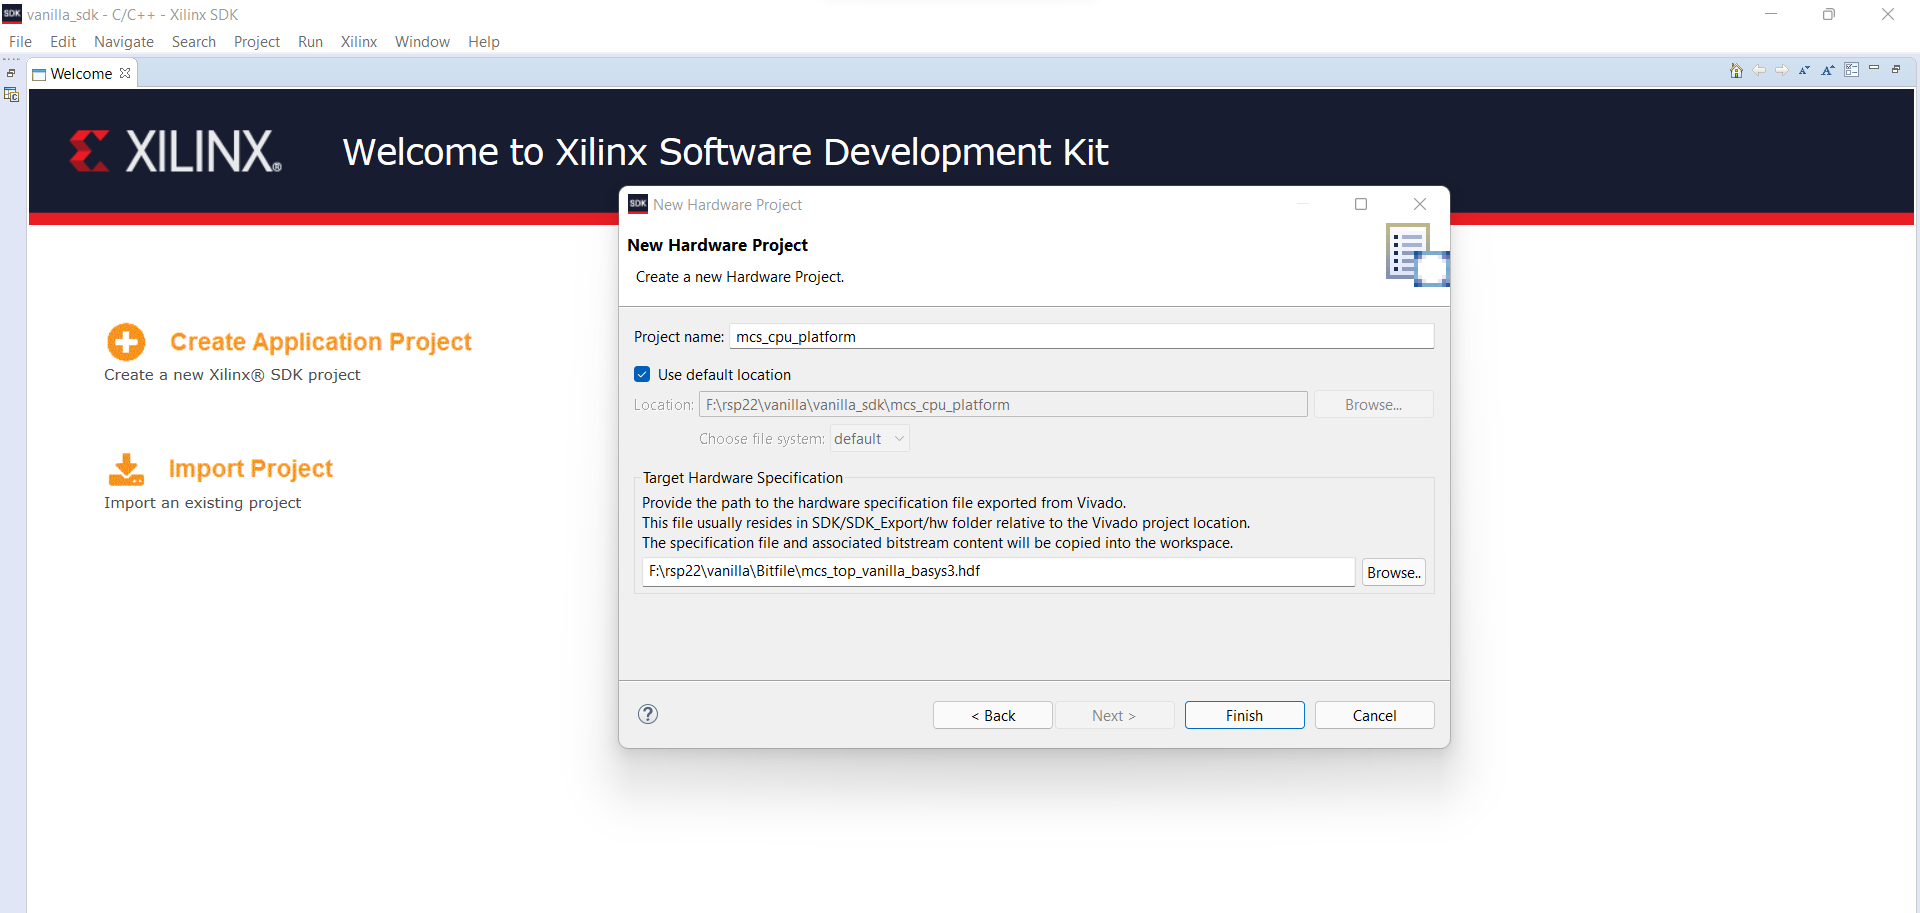 SDK vanilla_sdk - C/C++ - Xilinx SDK
File Edit Navigate Search Project Run Xilinx Window Help
Welcome
XILINX® Welcome to Xilinx Software Development Kit
SDK New Hardware Project
New Hardware Project
Create a new Hardware Project.
Project name: mcs_cpu_platform
Use default location
Location: F:\rsp22\vanilla\vanilla_sdk\mcs_cpu_platform Browse...
Choose file system: default
Target Hardware Specification
Provide the path to the hardware specification file exported from Vivado.
This file usually resides in SDK/SDK_Export/hw folder relative to the Vivado project location.
The specification file and associated bitstream content will be copied into the workspace.
F:\rsp22\vanilla\Bitfile\mcs_top_vanilla_basys3.hdf Browse..
? < Back Next > Finish Cancel
Create Application Project
Create a new Xilinx® SDK project
Import Project
Import an existing project